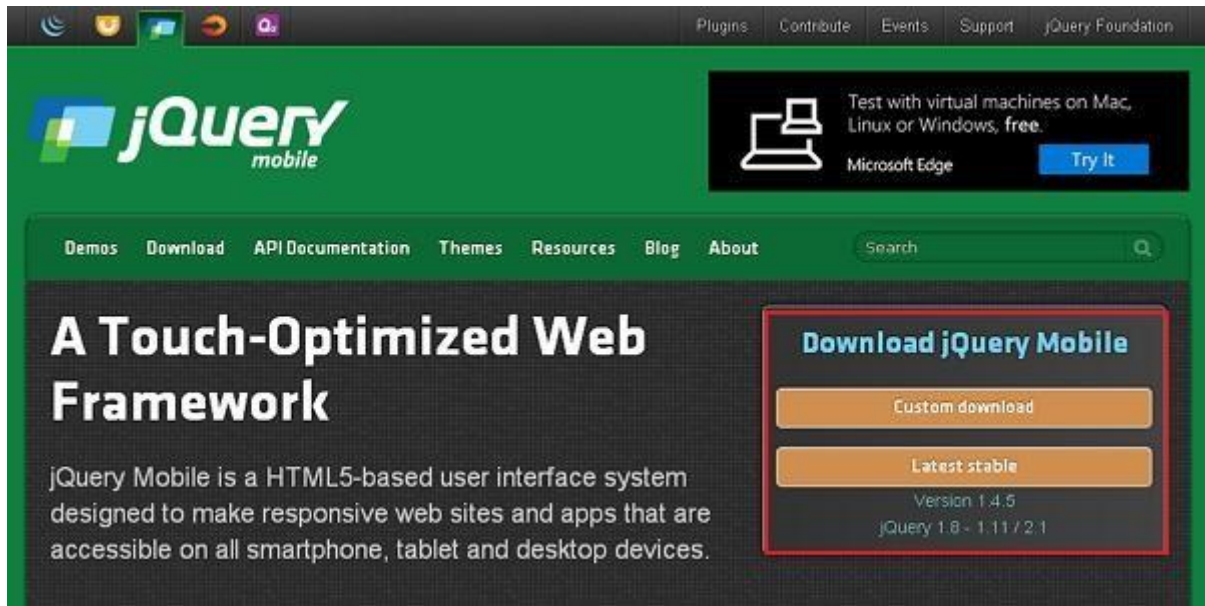 Plugins Contribute Events Support jQuery Foundation
jQuery
mobile
Test with virtual machines on Mac,
Linux or Windows, free.
Microsoft Edge
Try It
Demos Download API Documentation Themes Resources Blog About Search
A Touch-Optimized Web
Framework
jQuery Mobile is a HTML5-based user interface system
designed to make responsive web sites and apps that are
accessible on all smartphone, tablet and desktop devices.
Download jQuery Mobile
Custom download
Latest stable
Version 1.4.5
jQuery 1.8 - 1.11 / 2.1